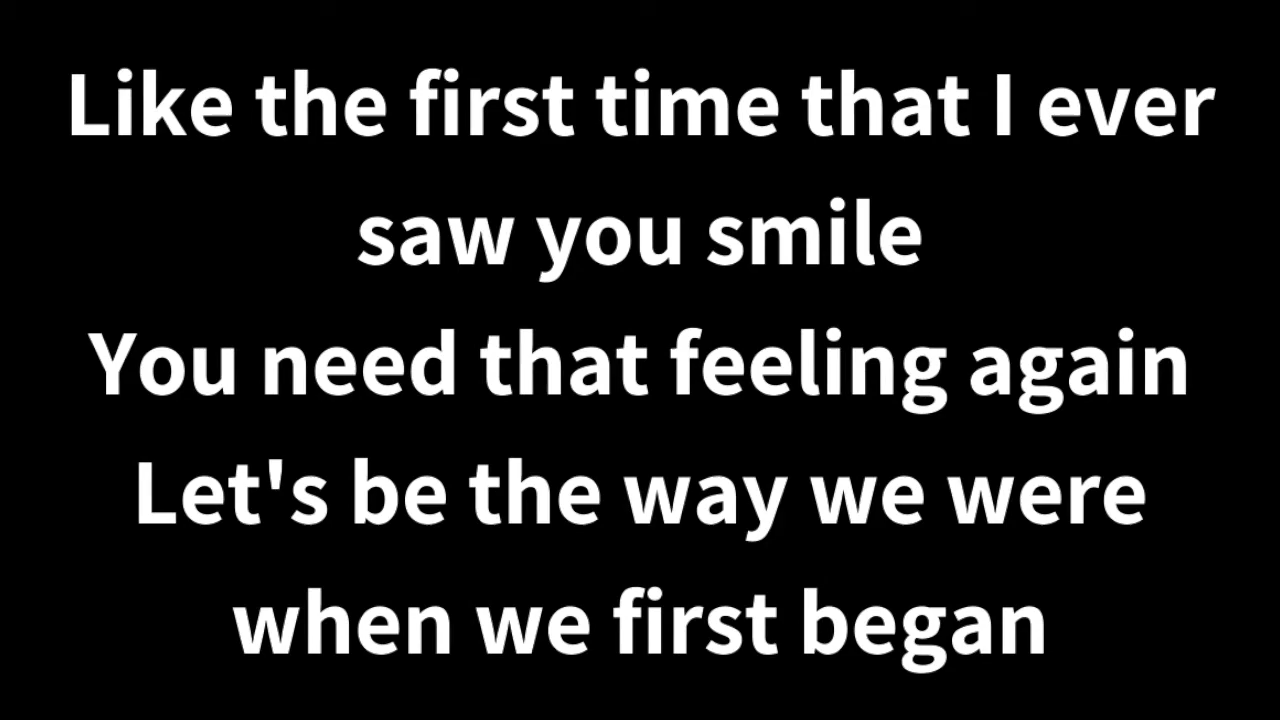 Like the first time that I ever
saw you smile
You need that feeling again
Let's be the way we were
when we first began